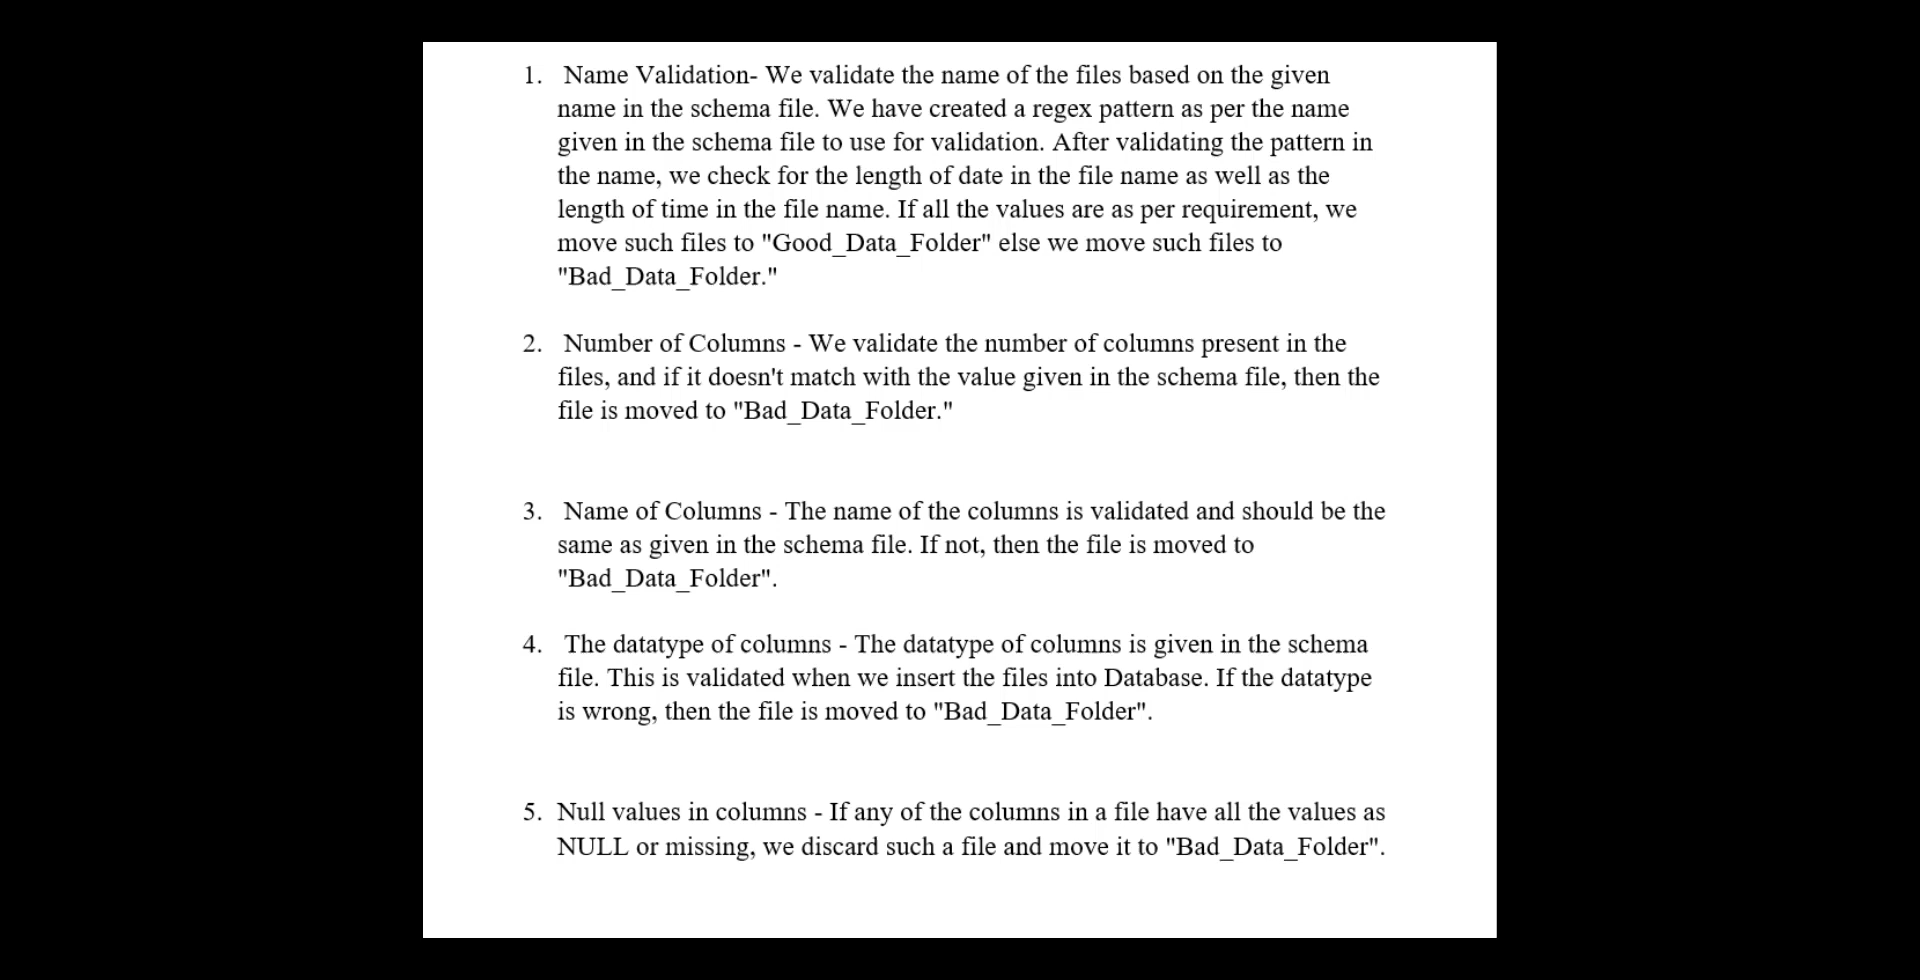 1. Name Validation- We validate the name of the files based on the given
name in the schema file. We have created a regex pattern as per the name
given in the schema file to use for validation. After validating the pattern in
the name, we check for the length of date in the file name as well as the
length of time in the file name. If all the values are as per requirement, we
move such files to "Good_Data_Folder" else we move such files to
"Bad_Data_Folder."
2. Number of Columns - We validate the number of columns present in the
files, and if it doesn't match with the value given in the schema file, then the
file is moved to "Bad_Data_Folder."
3. Name of Columns - The name of the columns is validated and should be the
same as given in the schema file. If not, then the file is moved to
"Bad_Data_Folder".
4. The datatype of columns - The datatype of columns is given in the schema
file. This is validated when we insert the files into Database. If the datatype
is wrong, then the file is moved to "Bad_Data_Folder".
5. Null values in columns - If any of the columns in a file have all the values as
NULL or missing, we discard such a file and move it to "Bad_Data_Folder".